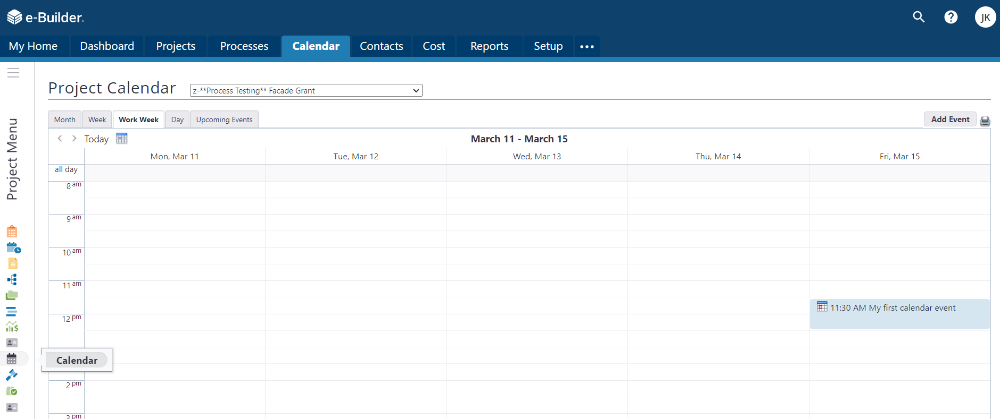 e-Builder®
JK
My Home Dashboard Projects Processes Calendar Contacts Cost Reports Setup •••
Project Menu
Project Calendar z-**Process Testing** Facade Grant
Month Week Work Week Day Upcoming Events Add Event
Today March 11 - March 15
Mon, Mar 11 Tue, Mar 12 Wed, Mar 13 Thu, Mar 14 Fri, Mar 15
all day
8 am
9 am
10 am
11 am
11:30 AM My first calendar event
12 pm
Calendar
2 pm
3 pm